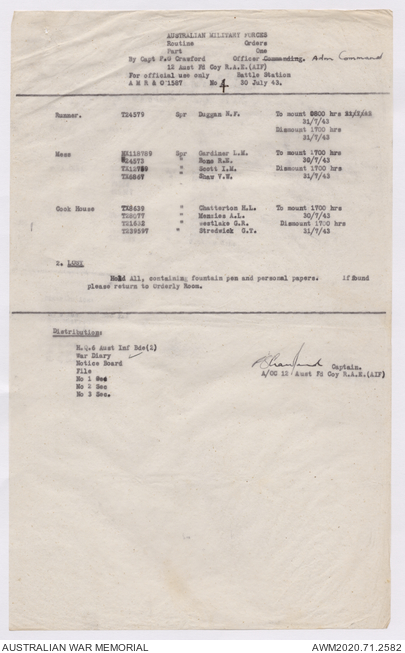 AUSTRALIAN MILITARY FORCES
Routine Orders
Part One
By Capt F.G Crawford Officer Commanding. Adm Command
12 Aust Fd Coy R.A.E.(AIF)
For official use only Battle Station
A M R & O'1587 No 4 30 July 43.
Runner. TX4579 Spr Duggan R.F. To mount 0800 hrs 31/7/43
31/7/43
Dismount 1700 hrs
31/7/43
Mess Spr Gardiner L.M. To mount 1700 hrs
" R.N. 30/7/43
" Scott I.M. Dismount 1700 hrs
" Shaw V.W. 31/7/43
Cook House TX8639 " Chatterton H.L. To mount 1700 hrs
" Menzies A.L. 30/7/43
" Westlake G.R. Dismount 1700 hrs
T239597 " Stredwick G.Y. 31/7/43
2. LOST
Hold All, containing fountain pen and personal papers. If found
please return to Orderly Room.
Distribution:
H.Q.6 Aust Inf Bde(2)
War Diary
Notice Board
File
No 1 Sec
No 2 Sec
No 3 Sec.
Captain.
A/OC 12 Aust Fd Coy R.A.E.(AIF)
AUSTRALIAN WAR MEMORIAL
AWM2020.71.2582